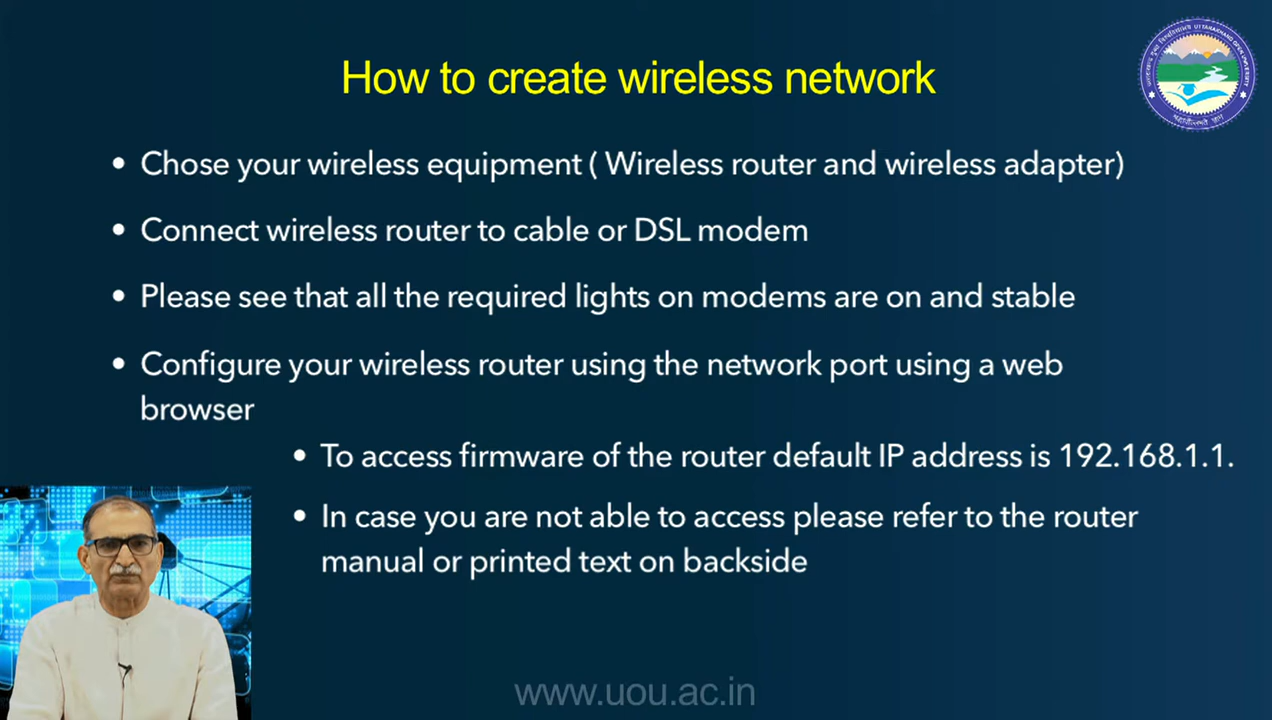 How to create wireless network
UTTARAKHAND OPEN UNIVERSITY
• Chose your wireless equipment ( Wireless router and wireless adapter)
• Connect wireless router to cable or DSL modem
• Please see that all the required lights on modems are on and stable
• Configure your wireless router using the network port using a web
browser
• To access firmware of the router default IP address is 192.168.1.1.
• In case you are not able to access please refer to the router
manual or printed text on backside
www.uou.ac.in